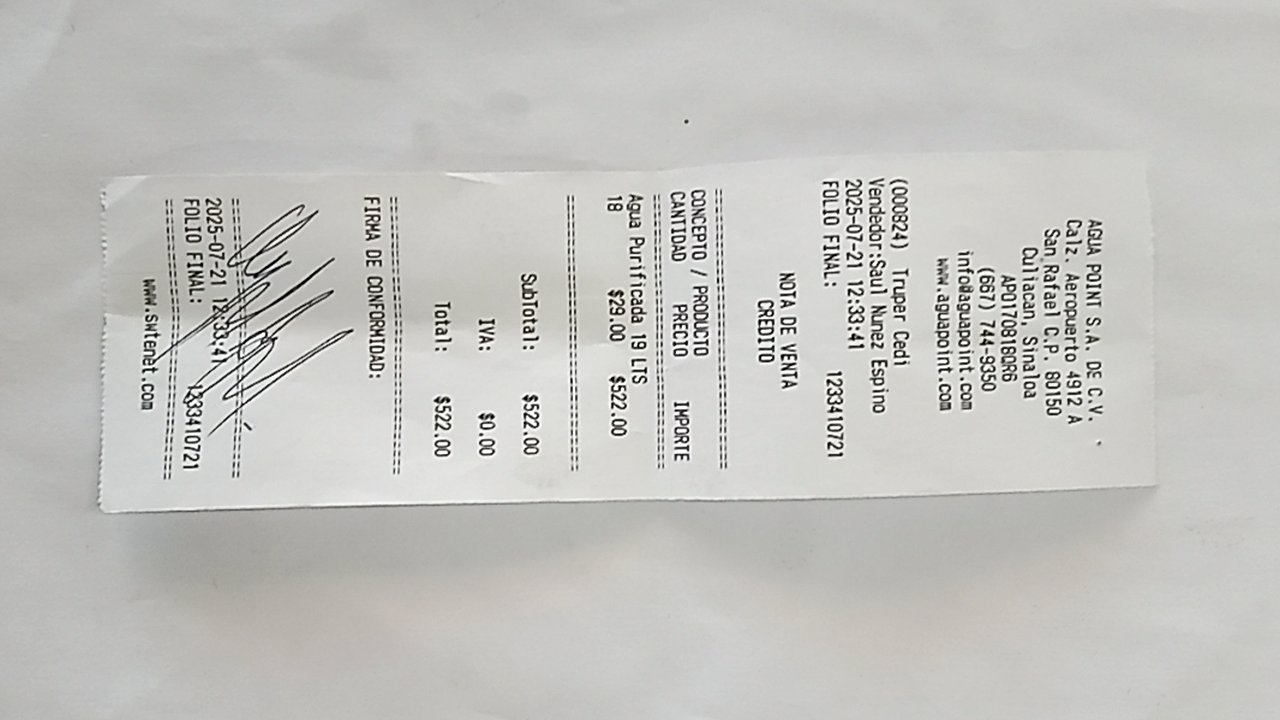 AGUA POINT S.A. DE C.V.
Calz. Aeropuerto 4912 A
San Rafael C.P. 80150
Culiacan, Sinaloa
APO170818QR6
(667) 744-9350
info@aguapoint.com
www.aguapoint.com
(000824) Truper Cedi
Vendedor:Saul Nunez Espino
2025-07-21 12:33:41
FOLIO FINAL: 1233410721
NOTA DE VENTA
CREDITO
================================
CONCEPTO / PRODUCTO
CANTIDAD PRECIO IMPORTE
================================
Agua Purificada 19 LTS
18 $29.00 $522.00
================================
SubTotal: $522.00
IVA: $0.00
Total: $522.00
================================
FIRMA DE CONFORMIDAD:
================================
2025-07-21 12:33:41
FOLIO FINAL: 1233410721
================================
www.swtenet.com